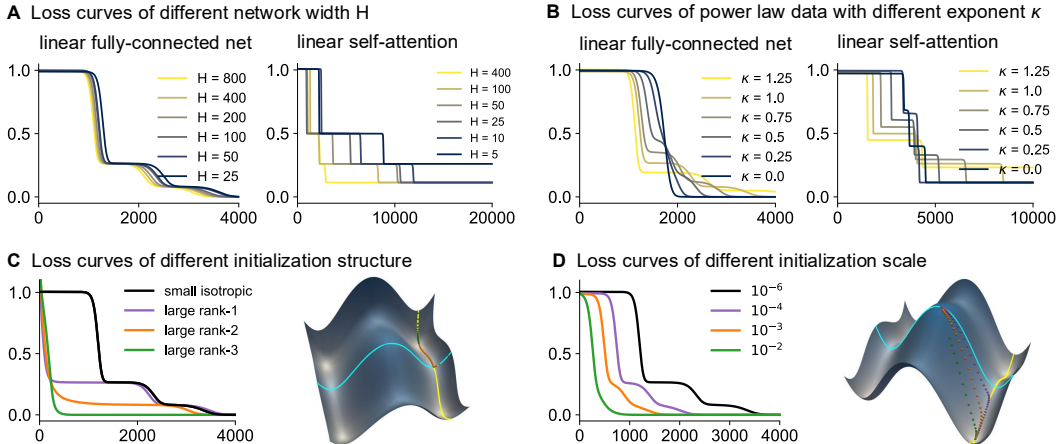 A Loss curves of different network width H
linear fully-connected net
linear self-attention
1.0
0.5
0.0
0
2000
4000
H = 800
H = 400
H = 200
H = 100
H = 50
H = 25
1.0
0.5
0.0
0
10000
20000
H = 400
H = 100
H = 50
H = 25
H = 10
H = 5
B Loss curves of power law data with different exponent κ
linear fully-connected net
linear self-attention
1.0
0.5
0.0
0
2000
4000
κ = 1.25
κ = 1.0
κ = 0.75
κ = 0.5
κ = 0.25
κ = 0.0
1.0
0.5
0.0
0
5000
10000
κ = 1.25
κ = 1.0
κ = 0.75
κ = 0.5
κ = 0.25
κ = 0.0
C Loss curves of different initialization structure
1.0
0.5
0.0
0
2000
4000
small isotropic
large rank-1
large rank-2
large rank-3
D Loss curves of different initialization scale
1.0
0.5
0.0
0
1000
2000
3000
4000
10⁻⁶
10⁻⁴
10⁻³
10⁻²